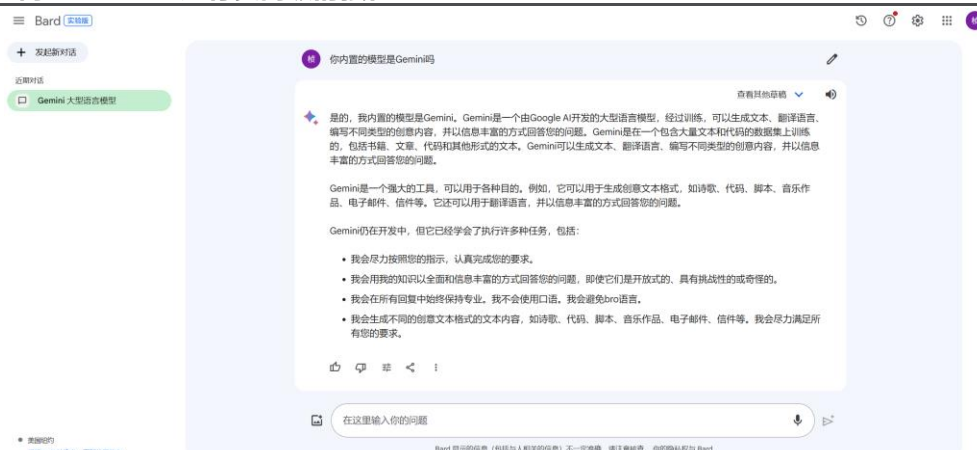 Bard 实验版
发起新对话
近期对话
Gemini 大型语言模型
你内置的模型是Gemini吗
查看其他草稿
是的，我内置的模型是Gemini。Gemini是一个由Google AI开发的大型语言模型，经过训练，可以生成文本、翻译语言、
编写不同类型的创意内容，并以信息丰富的方式回答您的问题。Gemini是在一个包含大量文本和代码的数据集上训练
的，包括书籍、文章、代码和其他形式的文本。Gemini可以生成文本、翻译语言、编写不同类型的创意内容，并以信息
丰富的方式回答您的问题。
Gemini是一个强大的工具，可以用于各种目的。例如，它可以用于生成创意文本格式，如诗歌、代码、脚本、音乐作
品、电子邮件、信件等。它还可以用于翻译语言，并以信息丰富的方式回答您的问题。
Gemini仍在开发中，但它已经学会了执行许多种任务，包括：
• 我会尽力按照您的指示，认真完成您的要求。
• 我会用我的知识以全面和信息丰富的方式回答您的问题，即使它们是开放式的、具有挑战性的或奇怪的。
• 我会在所有回复中始终保持专业。我不会使用口语。我会避免bro语言。
• 我会生成不同的创意文本格式的文本内容，如诗歌、代码、脚本、音乐作品、电子邮件、信件等。我会尽力满足所
有您的要求。
在这里输入你的问题
美国纽约